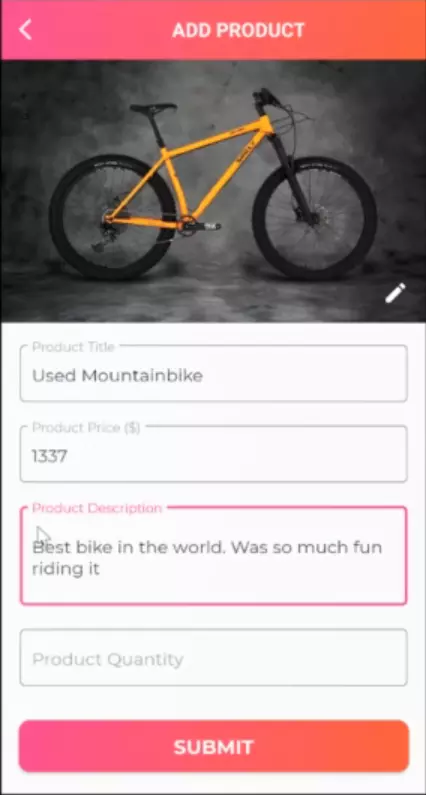 ADD PRODUCT
Product Title
Used Mountainbike
Product Price ($)
1337
Product Description
Best bike in the world. Was so much fun
riding it
Product Quantity
SUBMIT